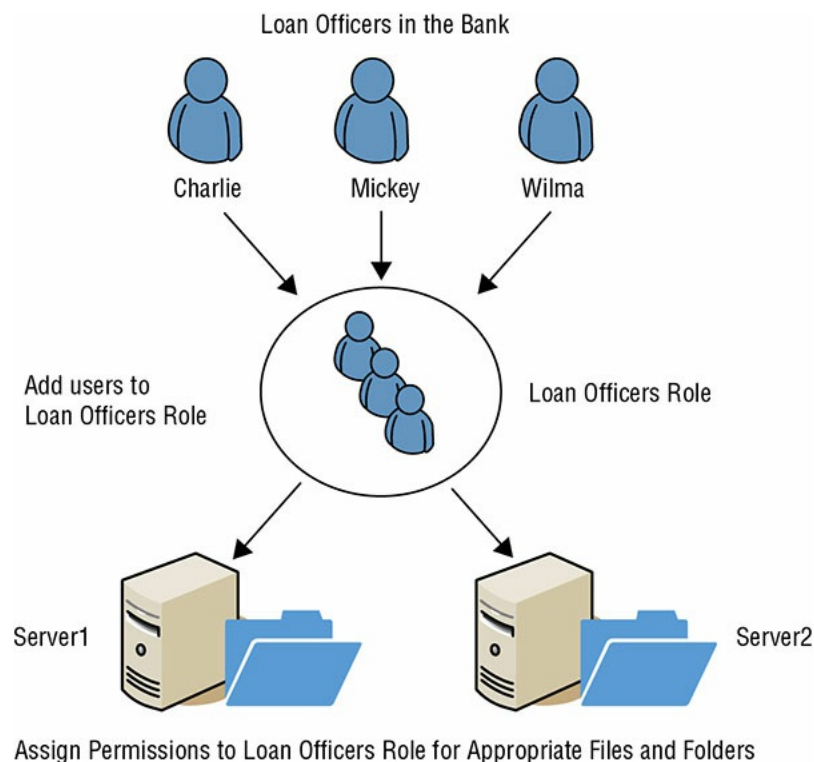 Loan Officers in the Bank
Charlie
Mickey
Wilma
Add users to
Loan Officers Role
Loan Officers Role
Server1
Server2
Assign Permissions to Loan Officers Role for Appropriate Files and Folders